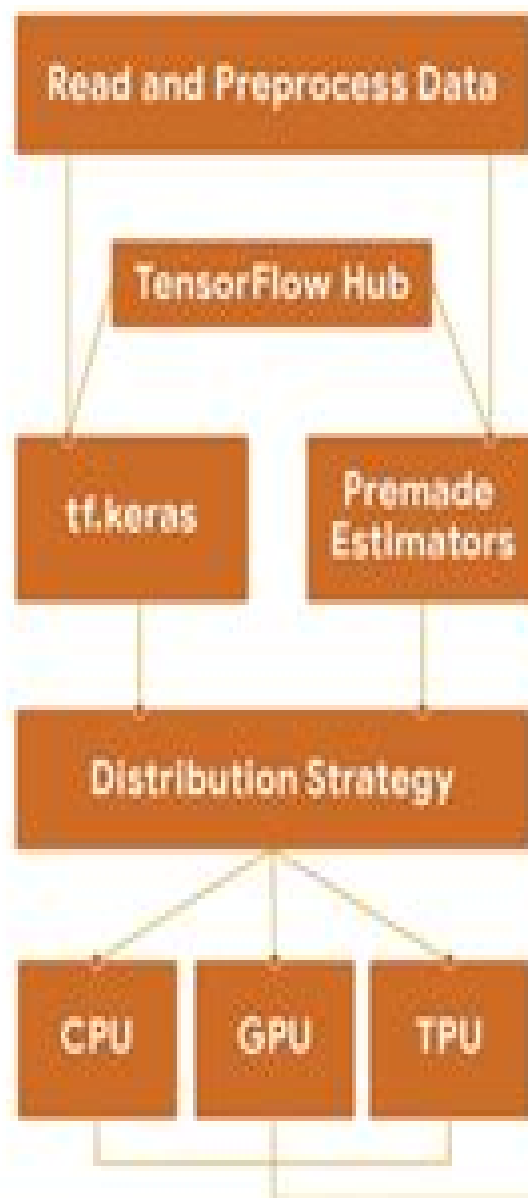 Read and Preprocess Data
TensorFlow Hub
tf.keras
Premade
Estimators
Distribution Strategy
CPU
GPU
TPU